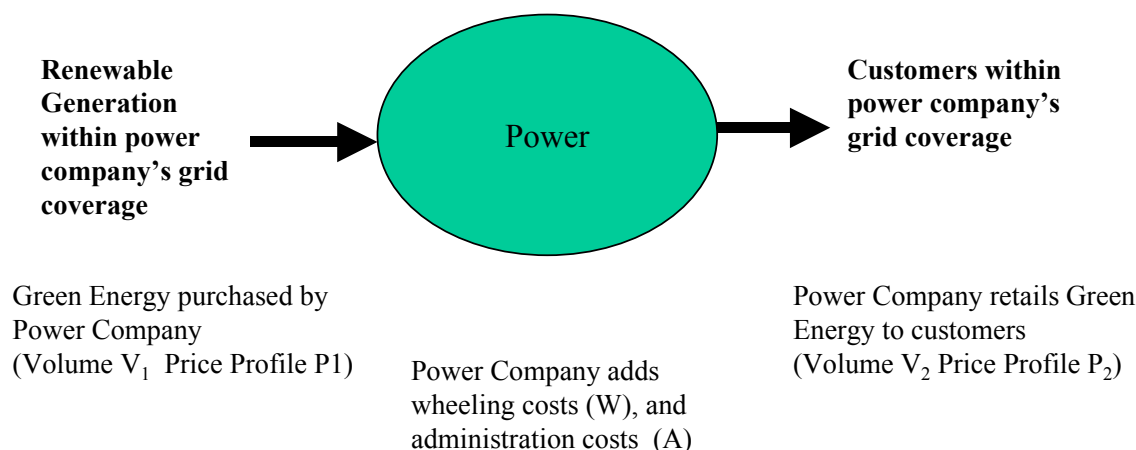 Renewable
Generation
within power
company's grid
coverage
Power
Customers within
power company's
grid coverage
Green Energy purchased by
Power Company
(Volume V₁ Price Profile P1)
Power Company adds
wheeling costs (W), and
administration costs (A)
Power Company retails Green
Energy to customers
(Volume V₂ Price Profile P₂)